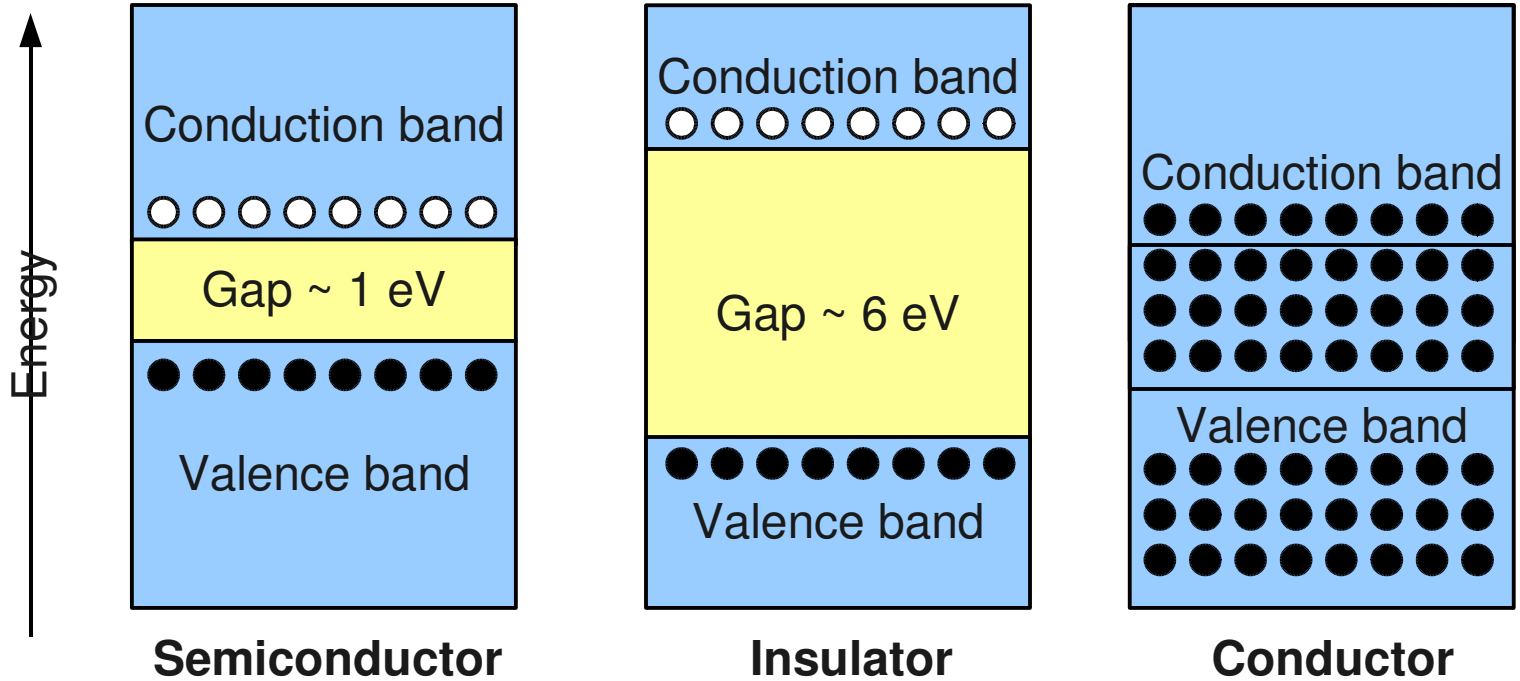 Energy
Conduction band
Gap ~ 1 eV
Valence band
Semiconductor
Conduction band
Gap ~ 6 eV
Valence band
Insulator
Conduction band
Valence band
Conductor